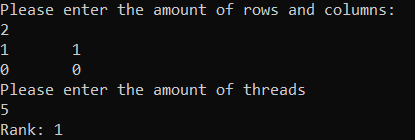 Please enter the amount of rows and columns:
2
1 1
0 0
Please enter the amount of threads
5
Rank: 1